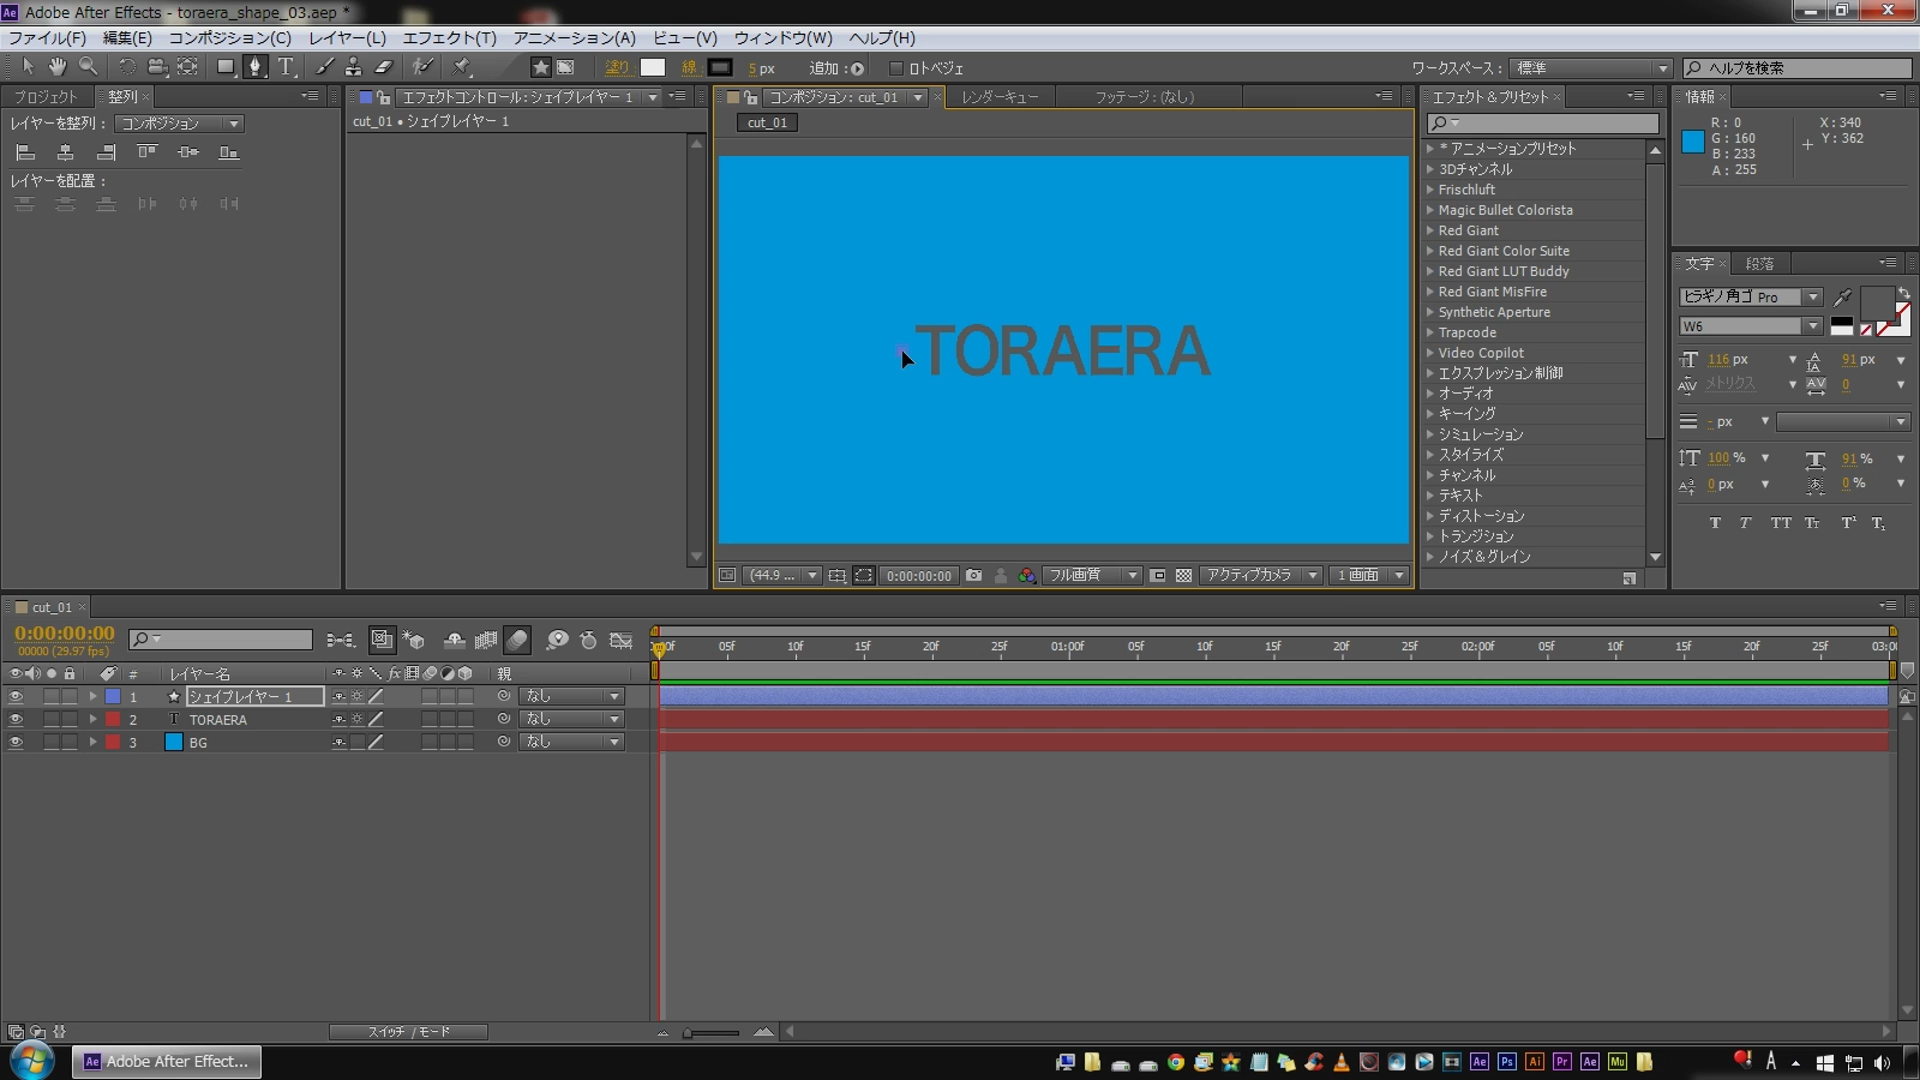 Adobe After Effects - toraera_shape_03.aep *
ファイル(F) 編集(E) コンポジション(C) レイヤー(L) エフェクト(T) アニメーション(A) ビュー(V) ウィンドウ(W) ヘルプ(H)
塗り: 線: 5 px 追加: ロトベジェ ワークスペース: 標準 ヘルプを検索
プロジェクト 整列 エフェクトコントロール: シェイプレイヤー 1 コンポジション: cut_01 レンダーキュー フッテージ: (なし) エフェクト&プリセット 情報
レイヤーを整列: コンポジション
レイヤーを配置:
cut_01 • シェイプレイヤー 1
cut_01
TORAERA
(44.9 ... 0:00:00:00 フル画質 アクティブカメラ 1 画面
* アニメーションプリセット
3Dチャンネル
Frischluft
Magic Bullet Colorista
Red Giant
Red Giant Color Suite
Red Giant LUT Buddy
Red Giant MisFire
Synthetic Aperture
Trapcode
Video Copilot
エクスプレッション制御
オーディオ
キーイング
シミュレーション
スタイライズ
チャンネル
テキスト
ディストーション
トランジション
ノイズ&グレイン
R: 0 X: 340
G: 160 Y: 362
B: 233
A: 255
文字 段落
ヒラギノ角ゴ Pro
W6
116 px 91 px
メトリクス 0
- px
100 % 91 %
0 px 0 %
T T TT Tт T¹ T₁
cut_01
0:00:00:00
00000 (29.97 fps)
05f 10f 15f 20f 25f 01:00f 05f 10f 15f 20f 25f 02:00f 05f 10f 15f 20f 25f
# レイヤー名 fx 親
1 シェイプレイヤー 1 なし
2 T TORAERA なし
3 BG なし
スイッチ / モード
Ae Adobe After Effect... Ae Ps Ai Pr Ae Mu A